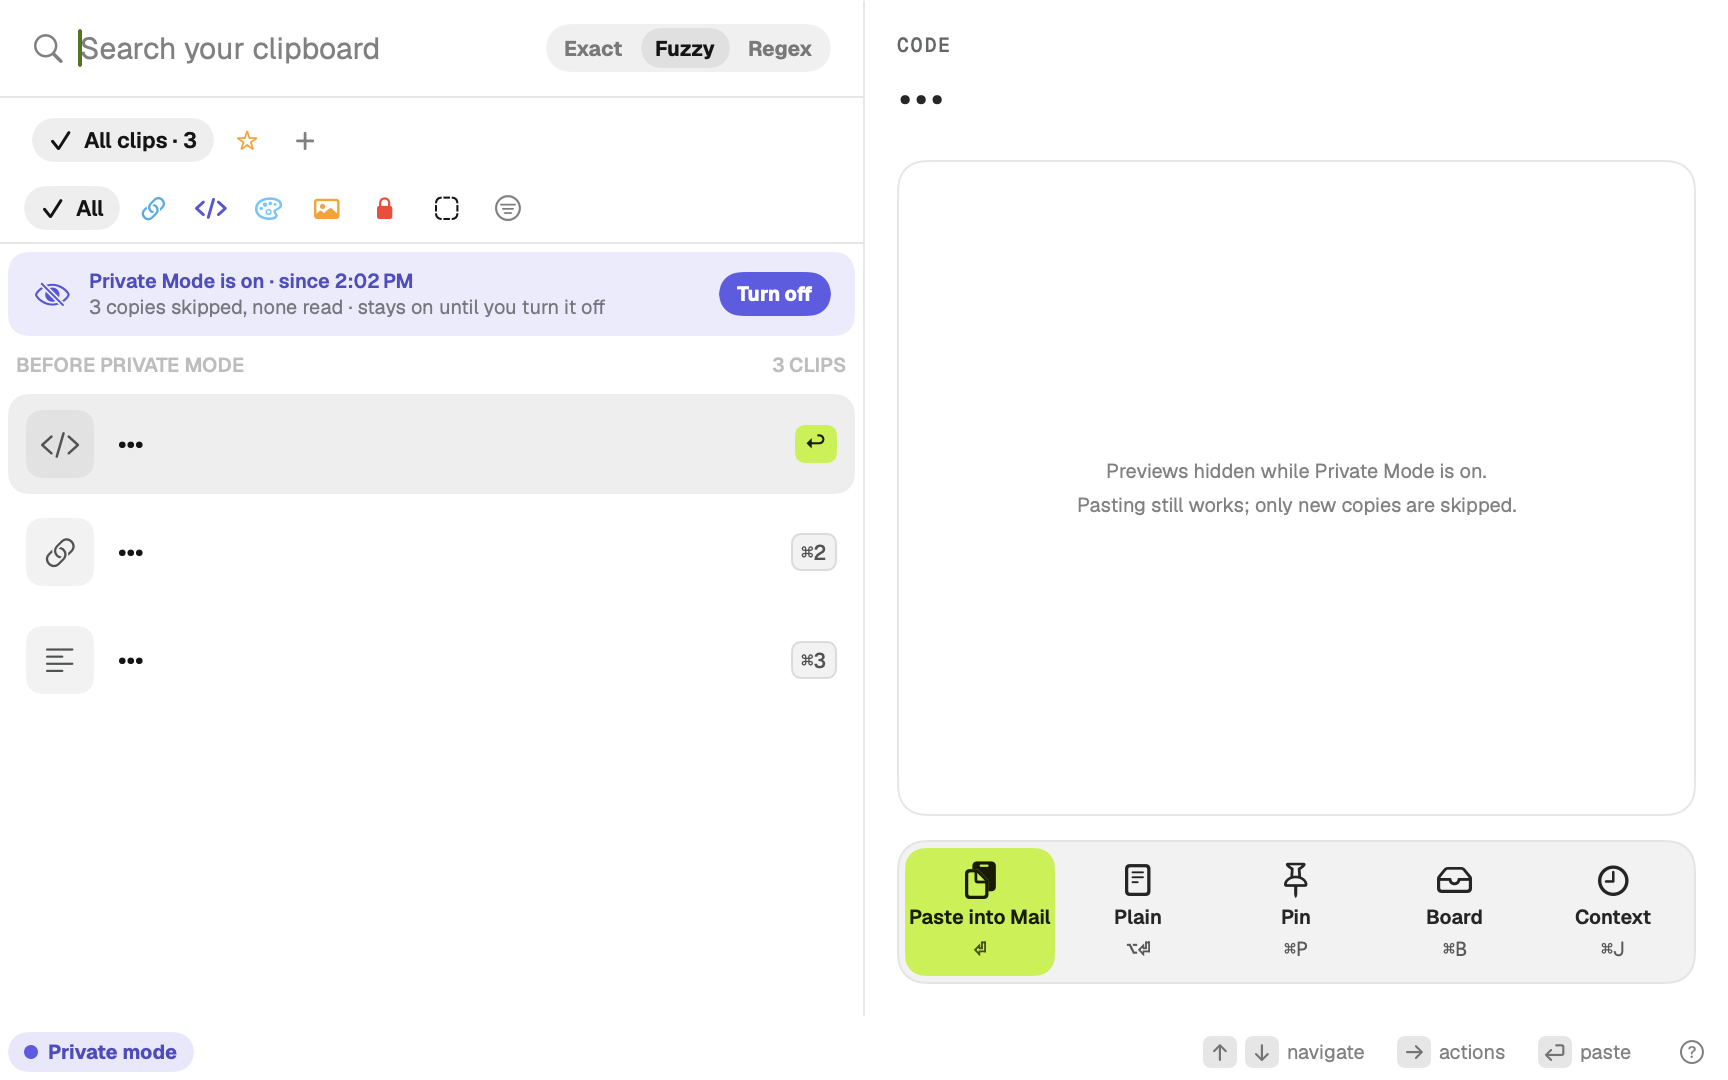 Search your clipboard
Exact Fuzzy Regex
All clips · 3
All
Private Mode is on · since 2:02 PM
3 copies skipped, none read · stays on until you turn it off
Turn off
BEFORE PRIVATE MODE
3 CLIPS
•••
•••
⌘2
•••
⌘3
CODE
•••
Previews hidden while Private Mode is on.
Pasting still works; only new copies are skipped.
Paste into Mail
⏎
Plain
⌥⏎
Pin
⌘P
Board
⌘B
Context
⌘J
Private mode
↑ ↓ navigate → actions ↩ paste ?